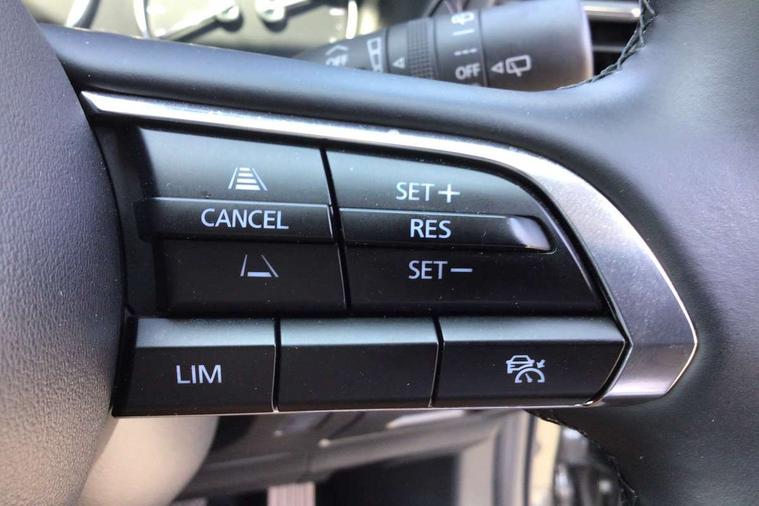 OFF
OFF
SET+
CANCEL
RES
SET−
LIM